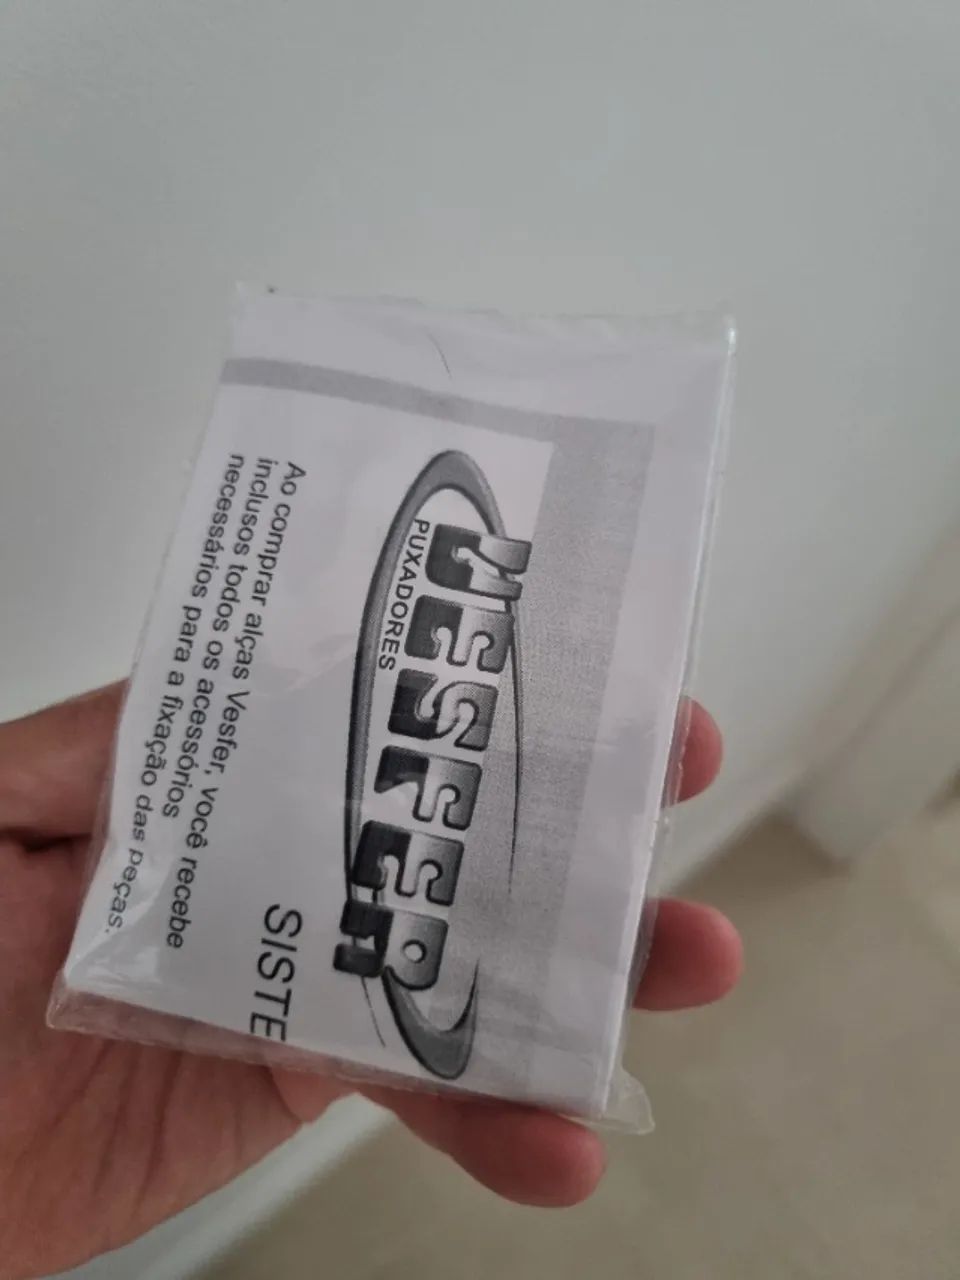 VESFER
PUXADORES
SISTE
Ao comprar alças Vesfer, você recebe
inclusos todos os acessórios
necessários para a fixação das peças.